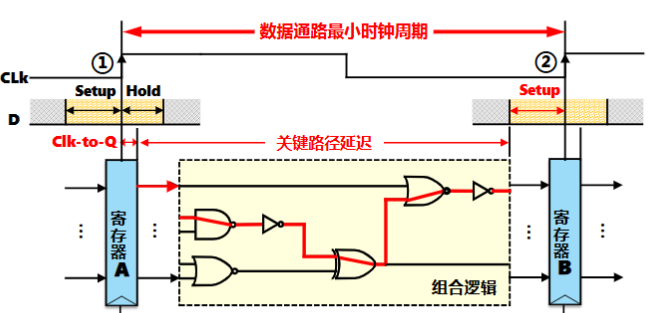 数据通路最小时钟周期
①
②
CLk
Setup
Hold
Setup
D
Clk-to-Q
关键路径延迟
寄存器A
寄存器B
组合逻辑